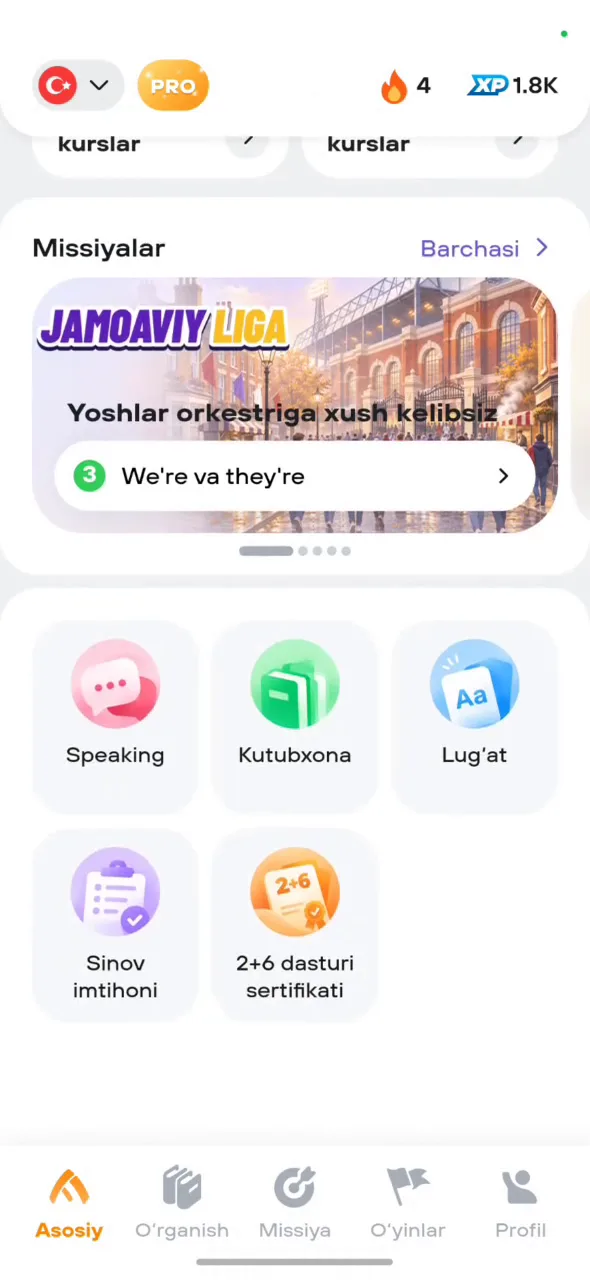 PRO
4
XP 1.8K
kurslar
kurslar
Missiyalar
Barchasi
JAMOAVIY LIGA
Yoshlar orkestriga xush kelibsiz
3 We're va they're
Aa
Speaking
Kutubxona
Lug‘at
2+6
Sinov
imtihoni
2+6 dasturi
sertifikati
Asosiy
O‘rganish
Missiya
O‘yinlar
Profil